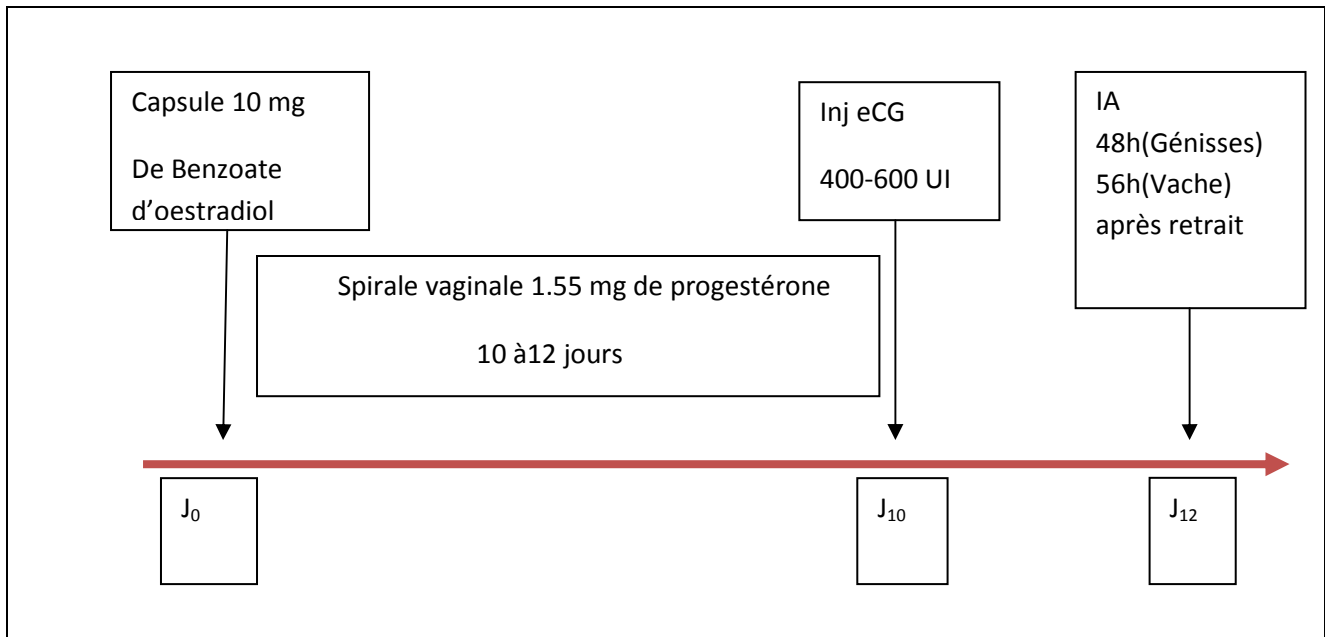 Capsule 10 mg
De Benzoate
d’oestradiol
Inj eCG
400-600 UI
IA
48h(Génisses)
56h(Vache)
après retrait
Spirale vaginale 1.55 mg de progestérone
10 à12 jours
J₀
J₁₀
J₁₂